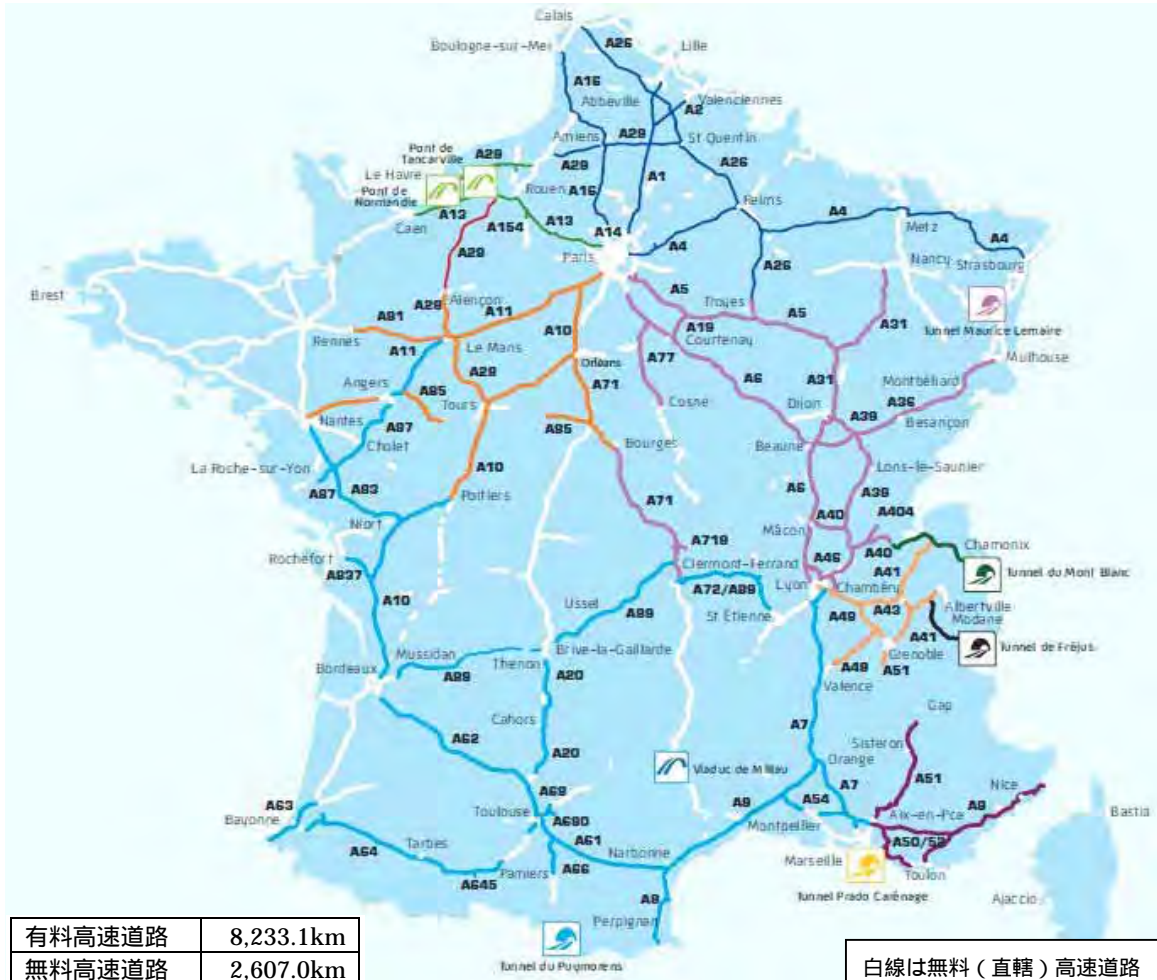 Calais
Boulogne-sur-Mer
A26
Lille
A16
Abbeville
Valenciennes
A2
Amiens
A29
St Quentin
Pont de
Tancarville
A29
A29
A26
Le Havre
Rouen
A16
A1
Pont de
Normandie
Reims
A13
A154
A13
A14
A4
Caen
Metz
A4
A4
Paris
A29
A26
Nancy
Strasbourg
Brest
A5
Troyes
A28
Alençon
A11
A5
A31
A81
A10
A19
Tunnel Maurice Lemaire
Rennes
A11
Le Mans
Courtenay
Orléans
A77
Mulhouse
A28
A6
A31
Montbéliard
Angers
A85
A71
A36
Tours
Cosne
Dijon
A39
Besançon
Nantes
A87
A85
Bourges
Beaune
Cholet
La Roche-sur-Yon
Lons-le-Saunier
A10
A87
A83
A6
A39
Poitiers
A71
A404
Niort
A40
Mâcon
Rochefort
A719
A46
A40
Chamonix
Clermont-Ferrand
A41
Tunnel du Mont Blanc
A837
A72/A89
Lyon
Chambéry
A10
Ussel
A89
St Etienne
A43
Albertville
A49
Modane
A41
Mussidan
Brive-la-Gaillarde
Grenoble
Tunnel de Fréjus
Bordeaux
Thenon
A20
A49
A51
A89
Valence
Cahors
Gap
A62
A7
Sisteron
A20
Viaduc de Millau
Orange
A51
Nice
A63
A7
Toulouse
A9
A54
Bayonne
Aix-en-Pce
Bastia
Montpellier
A61
A50/52
A64
Tarbes
Narbonne
A66
Marseille
Toulon
A645
Pamiers
Tunnel Prado Carénage
Ajaccio
Perpignan
有料高速道路 8,233.1km
無料高速道路 2,607.0km
Tunnel du Puymorens
白線は無料（直轄）高速道路